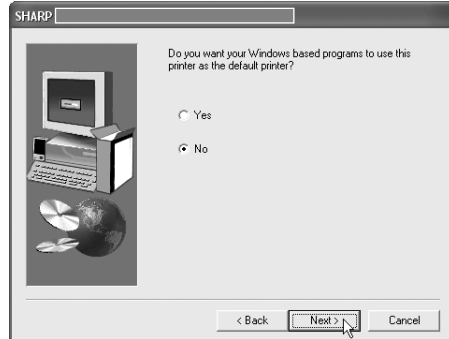 SHARP
Do you want your Windows based programs to use this
printer as the default printer?
Yes
No
< Back
Next >
Cancel